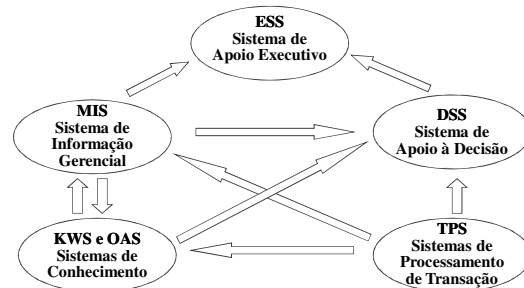 ESS
Sistema de
Apoio Executivo
MIS
Sistema de
Informação
Gerencial
DSS
Sistema de
Apoio à Decisão
KWS e OAS
Sistemas de
Conhecimento
TPS
Sistemas de
Processamento
de Transação